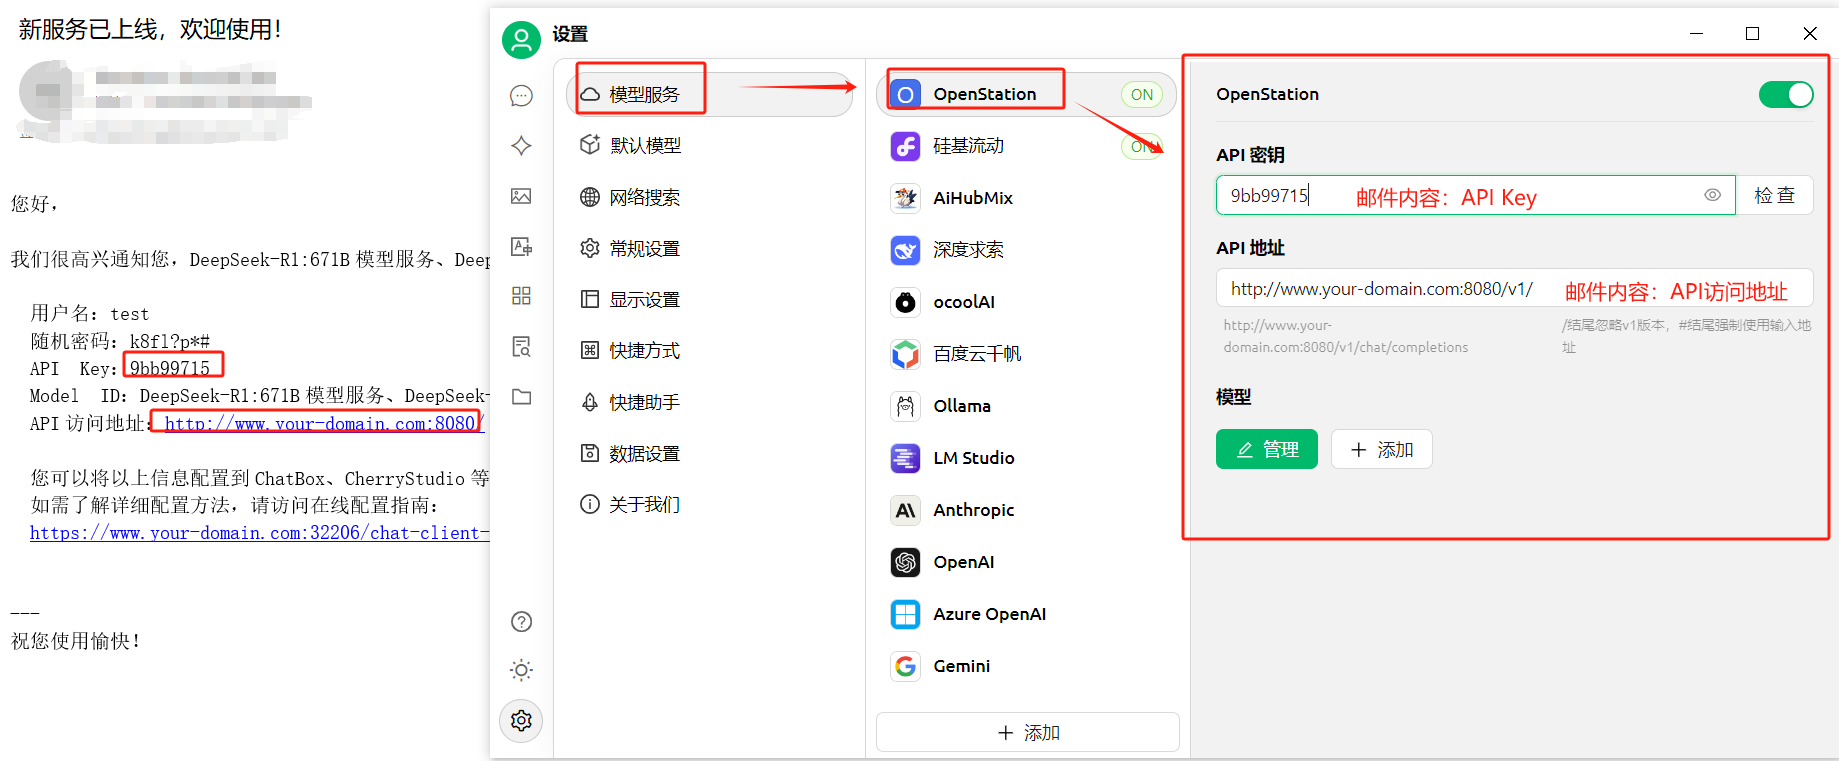 新服务已上线，欢迎使用！
您好，
我们很高兴通知您，DeepSeek-R1:671B 模型服务、Deep
用户名：test
随机密码：k8fl?p*#
API Key：9bb99715
Model ID：DeepSeek-R1:671B 模型服务、DeepSeek-
API 访问地址：http://www.your-domain.com:8080/
您可以将以上信息配置到 ChatBox、CherryStudio 等
如需了解详细配置方法，请访问在线配置指南：
https://www.your-domain.com:32206/chat-client-
---
祝您使用愉快！
设置
模型服务
默认模型
网络搜索
常规设置
显示设置
快捷方式
快捷助手
数据设置
关于我们
OpenStation ON
硅基流动 ON
AiHubMix
深度求索
ocoolAI
百度云千帆
Ollama
LM Studio
Anthropic
OpenAI
Azure OpenAI
Gemini
添加
OpenStation
API 密钥
9bb99715 邮件内容：API Key 检 查
API 地址
http://www.your-domain.com:8080/v1/ 邮件内容：API访问地址
http://www.your-
domain.com:8080/v1/chat/completions
/结尾忽略v1版本，#结尾强制使用输入地
址
模型
管理 添加